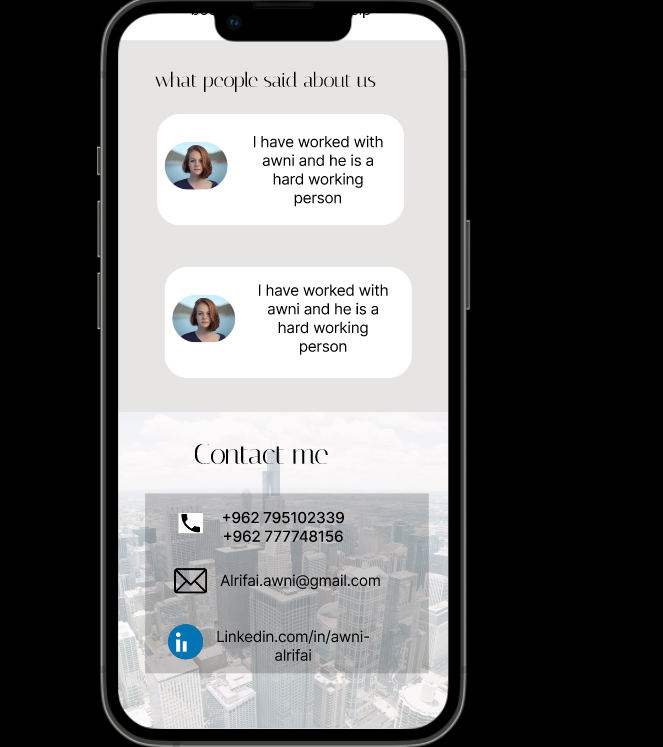 what people said about us
I have worked with
awni and he is a
hard working
person
I have worked with
awni and he is a
hard working
person
Contact me
+962 795102339
+962 777748156
Alrifai.awni@gmail.com
in
Linkedin.com/in/awni-
alrifai